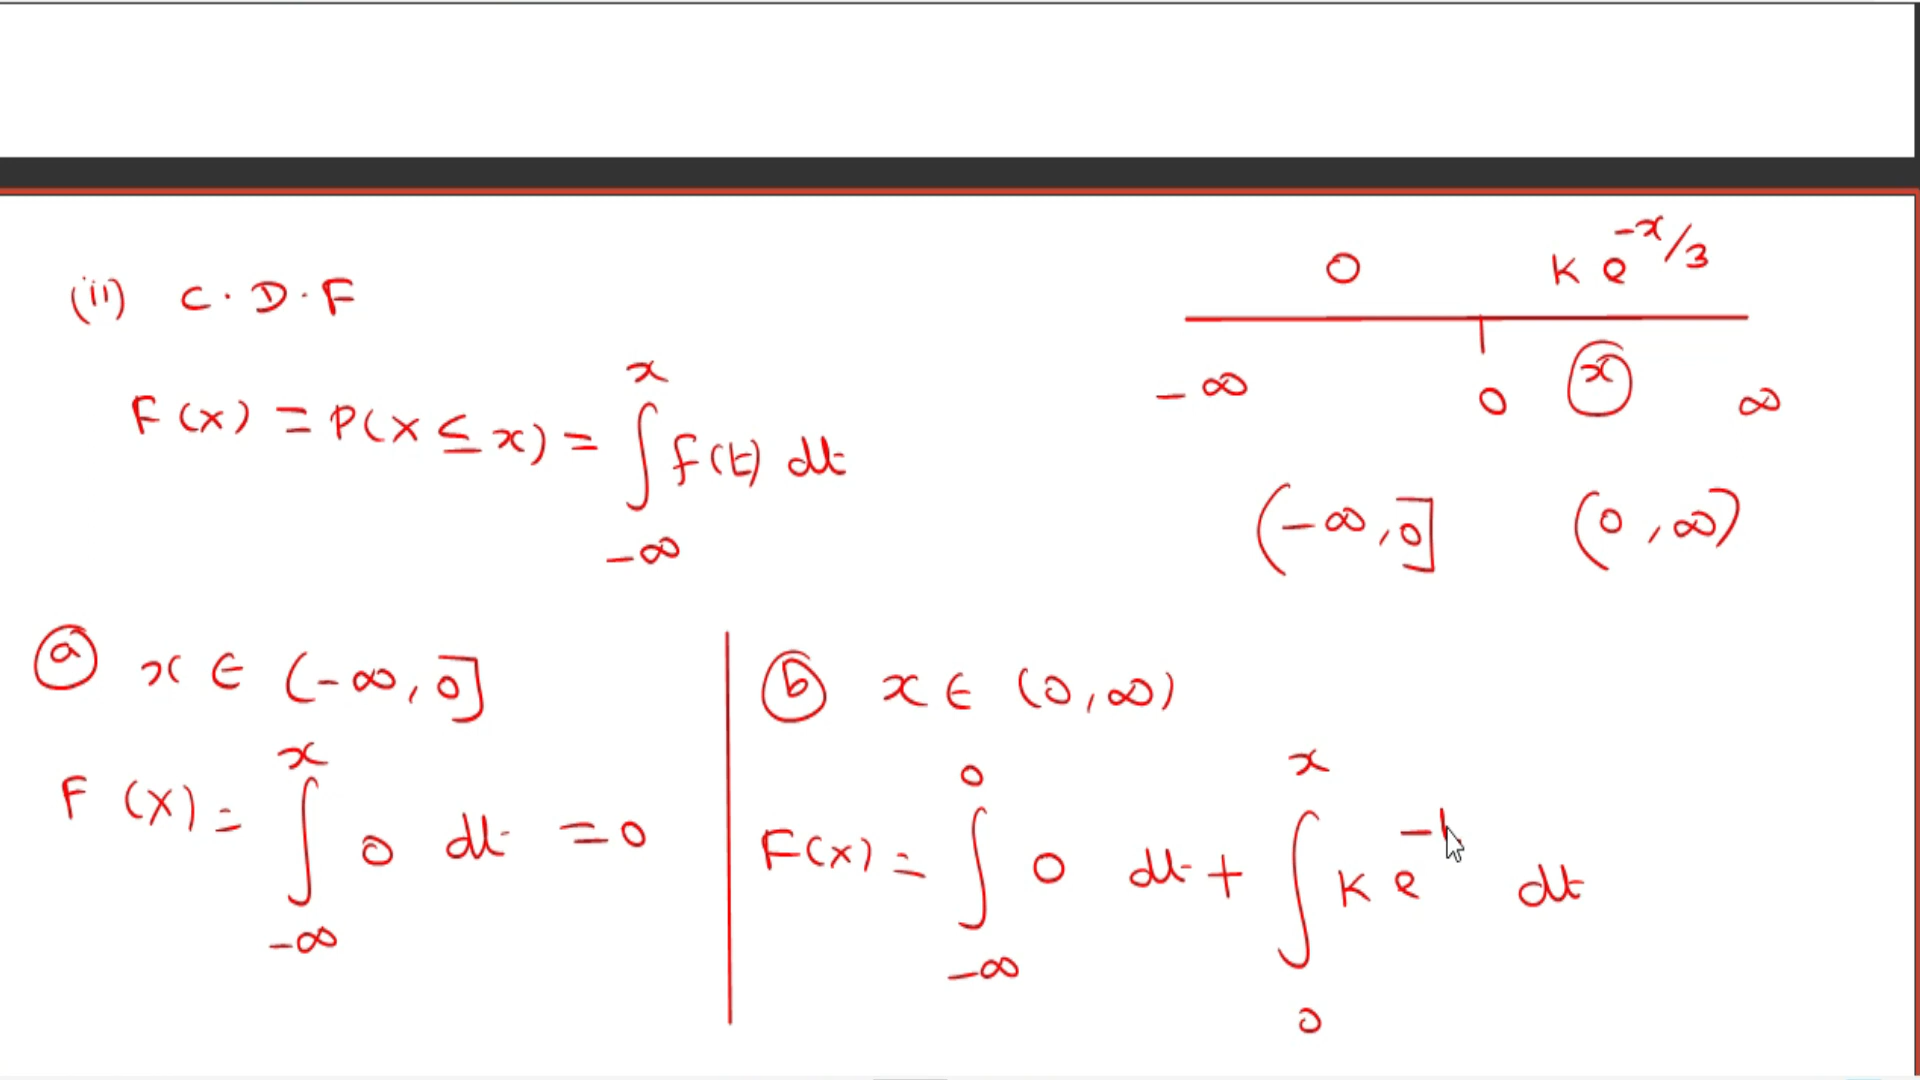 (ii) C.D.F
0 k e^{-x/3}
-∞ 0 x ∞
F(X) = P(X ≤ x) = ∫_{-∞}^{x} f(t) dt
(-∞, 0] (0, ∞)
(a) x ∈ (-∞, 0]
F(X) = ∫_{-∞}^{x} 0 dt = 0
(b) x ∈ (0, ∞)
F(X) = ∫_{-∞}^{0} 0 dt + ∫_{0}^{x} k e^{-} dt